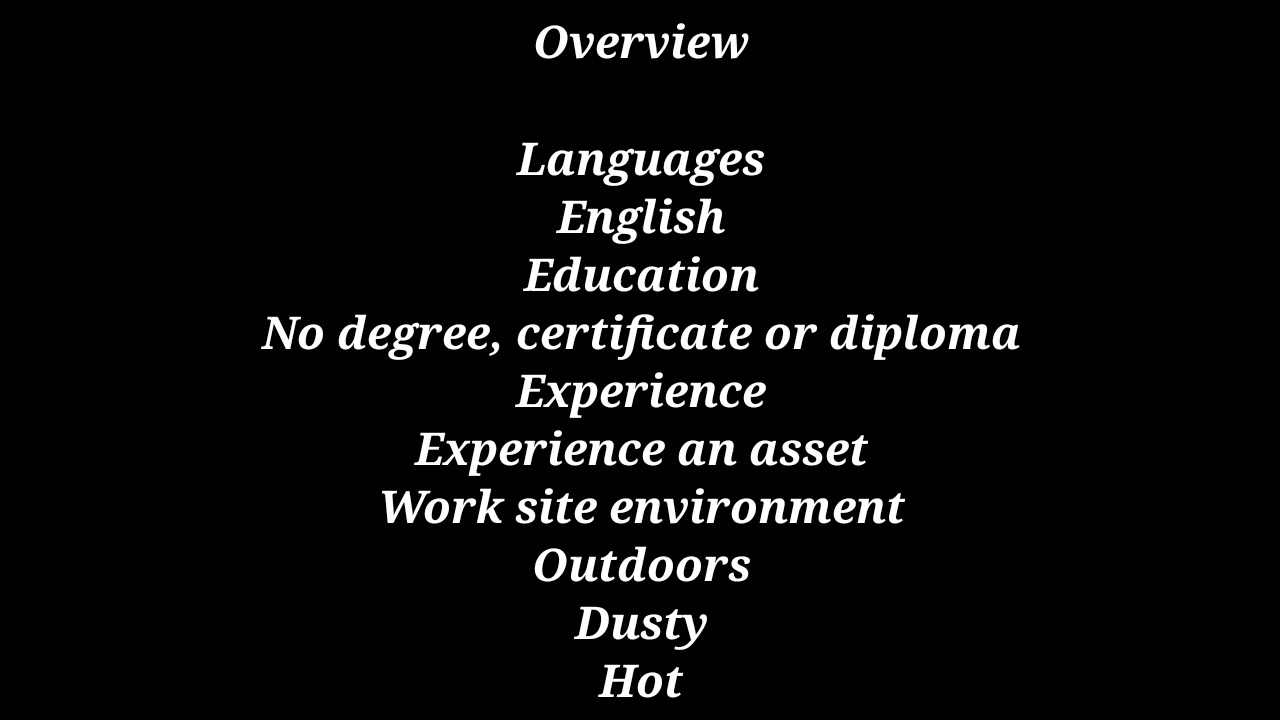 Overview
Languages
English
Education
No degree, certificate or diploma
Experience
Experience an asset
Work site environment
Outdoors
Dusty
Hot